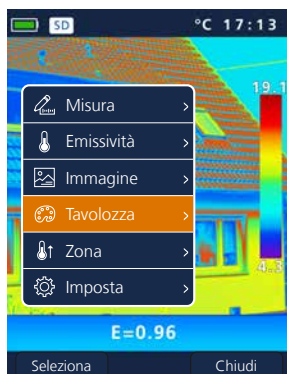 SD °C 17:13
19.1
Misura
Emissività
Immagine
Tavolozza
Zona
Imposta
4.3
E=0.96
Seleziona Chiudi